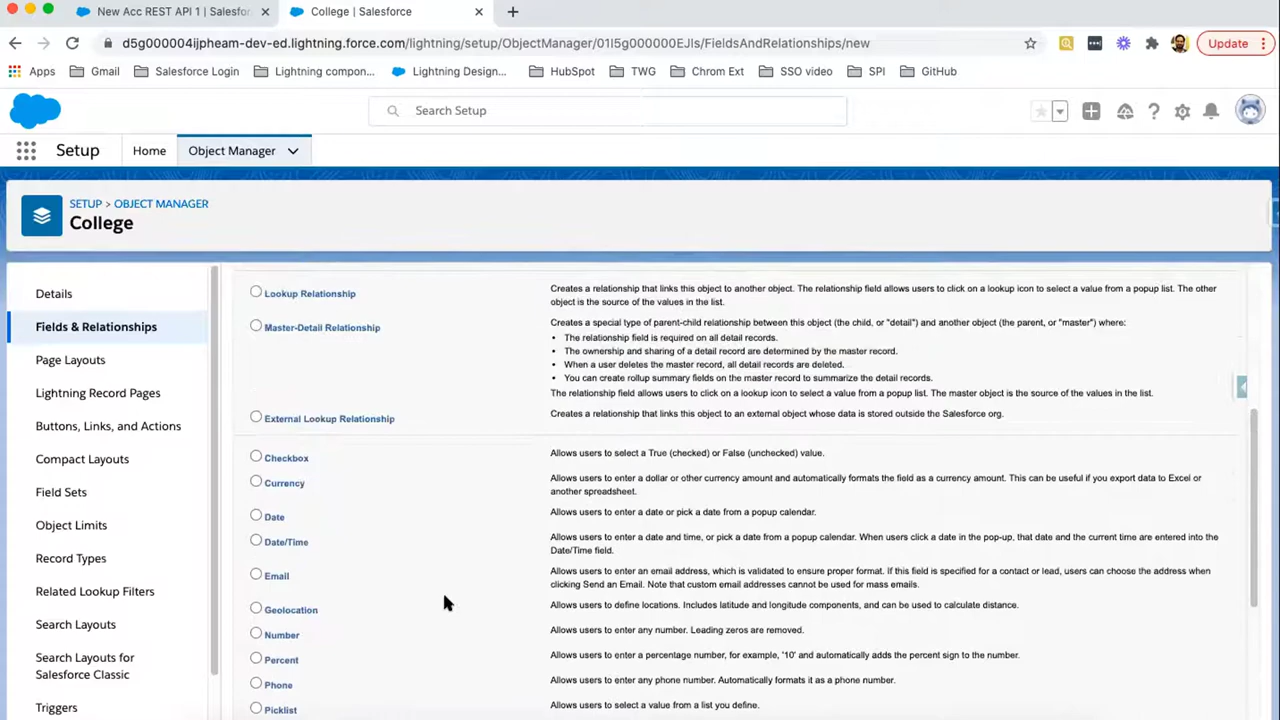 New Acc REST API 1 | Salesfor
College | Salesforce
d5g000004ijpheam-dev-ed.lightning.force.com/lightning/setup/ObjectManager/01I5g000000EJIs/FieldsAndRelationships/new
Update
Apps
Gmail
Salesforce Login
Lightning compon...
Lightning Design...
HubSpot
TWG
Chrom Ext
SSO video
SPI
GitHub
Search Setup
Setup
Home
Object Manager
SETUP > OBJECT MANAGER
College
Details
Fields & Relationships
Page Layouts
Lightning Record Pages
Buttons, Links, and Actions
Compact Layouts
Field Sets
Object Limits
Record Types
Related Lookup Filters
Search Layouts
Search Layouts for
Salesforce Classic
Triggers
Lookup Relationship
Creates a relationship that links this object to another object. The relationship field allows users to click on a lookup icon to select a value from a popup list. The other
object is the source of the values in the list.
Master-Detail Relationship
Creates a special type of parent-child relationship between this object (the child, or "detail") and another object (the parent, or "master") where:
• The relationship field is required on all detail records.
• The ownership and sharing of a detail record are determined by the master record.
• When a user deletes the master record, all detail records are deleted.
• You can create rollup summary fields on the master record to summarize the detail records.
The relationship field allows users to click on a lookup icon to select a value from a popup list. The master object is the source of the values in the list.
External Lookup Relationship
Creates a relationship that links this object to an external object whose data is stored outside the Salesforce org.
Checkbox
Allows users to select a True (checked) or False (unchecked) value.
Currency
Allows users to enter a dollar or other currency amount and automatically formats the field as a currency amount. This can be useful if you export data to Excel or
another spreadsheet.
Date
Allows users to enter a date or pick a date from a popup calendar.
Date/Time
Allows users to enter a date and time, or pick a date from a popup calendar. When users click a date in the pop-up, that date and the current time are entered into the
Date/Time field.
Email
Allows users to enter an email address, which is validated to ensure proper format. If this field is specified for a contact or lead, users can choose the address when
clicking Send an Email. Note that custom email addresses cannot be used for mass emails.
Geolocation
Allows users to define locations. Includes latitude and longitude components, and can be used to calculate distance.
Number
Allows users to enter any number. Leading zeros are removed.
Percent
Allows users to enter a percentage number, for example, '10' and automatically adds the percent sign to the number.
Phone
Allows users to enter any phone number. Automatically formats it as a phone number.
Picklist
Allows users to select a value from a list you define.